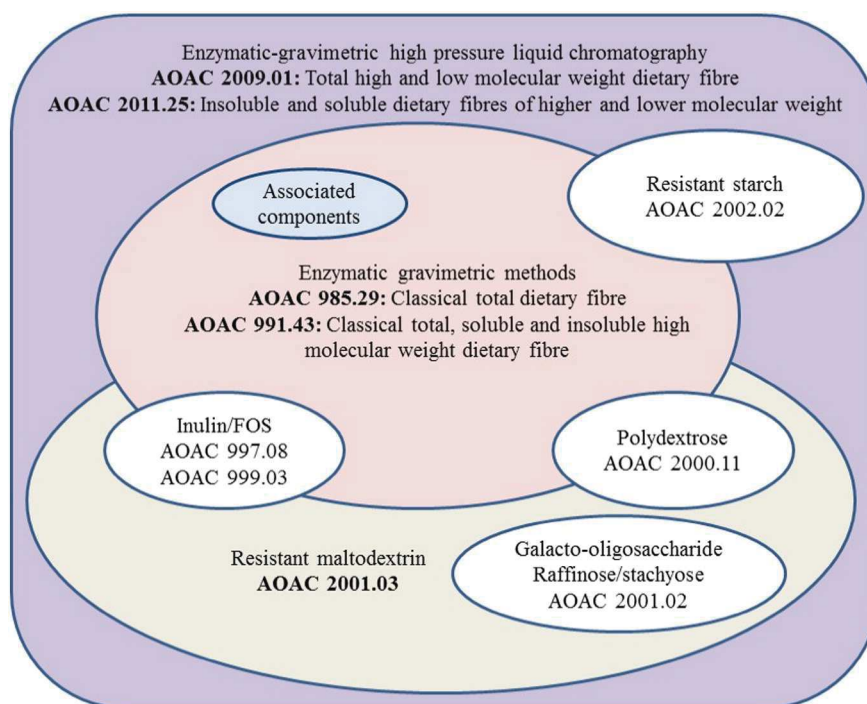 Enzymatic-gravimetric high pressure liquid chromatography
AOAC 2009.01: Total high and low molecular weight dietary fibre
AOAC 2011.25: Insoluble and soluble dietary fibres of higher and lower molecular weight
Associated
components
Resistant starch
AOAC 2002.02
Enzymatic gravimetric methods
AOAC 985.29: Classical total dietary fibre
AOAC 991.43: Classical total, soluble and insoluble high
molecular weight dietary fibre
Inulin/FOS
AOAC 997.08
AOAC 999.03
Polydextrose
AOAC 2000.11
Resistant maltodextrin
AOAC 2001.03
Galacto-oligosaccharide
Raffinose/stachyose
AOAC 2001.02